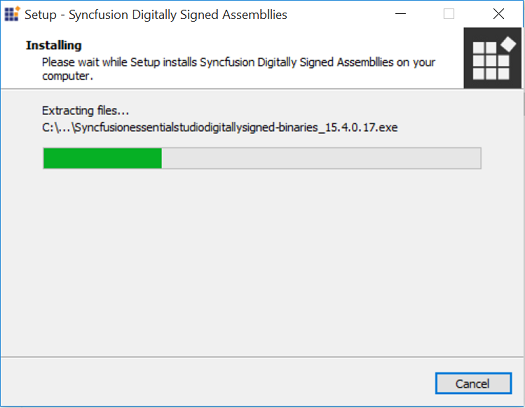 Setup - Syncfusion Digitally Signed Assembllies
Installing
Please wait while Setup installs Syncfusion Digitally Signed Assembllies on your
computer.
Extracting files...
C:\...\Syncfusionessentialstudiodigitallysigned-binaries_15.4.0.17.exe
Cancel